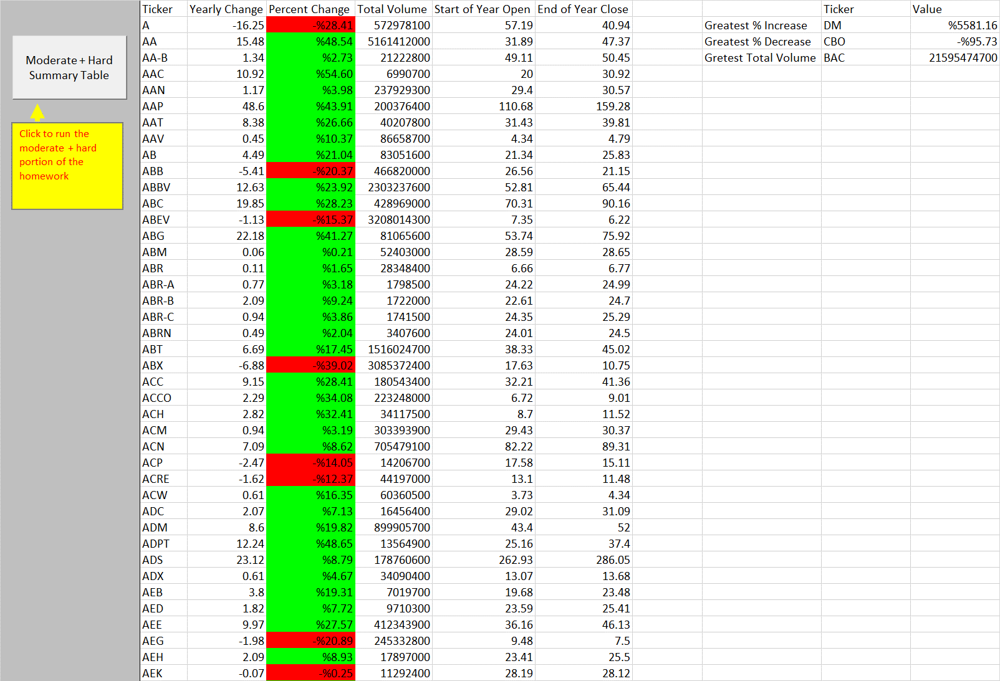 Moderate + Hard
Summary Table
Click to run the
moderate + hard
portion of the
homework
Ticker Yearly Change Percent Change Total Volume Start of Year Open End of Year Close Ticker Value
A -16.25 -%28.41 572978100 57.19 40.94 Greatest % Increase DM %5581.16
AA 15.48 %48.54 5161412000 31.89 47.37 Greatest % Decrease CBO -%95.73
AA-B 1.34 %2.73 21222800 49.11 50.45 Gretest Total Volume BAC 21595474700
AAC 10.92 %54.60 6990700 20 30.92
AAN 1.17 %3.98 237929300 29.4 30.57
AAP 48.6 %43.91 200376400 110.68 159.28
AAT 8.38 %26.66 40207800 31.43 39.81
AAV 0.45 %10.37 86658700 4.34 4.79
AB 4.49 %21.04 83051600 21.34 25.83
ABB -5.41 -%20.37 466820000 26.56 21.15
ABBV 12.63 %23.92 2303237600 52.81 65.44
ABC 19.85 %28.23 428969000 70.31 90.16
ABEV -1.13 -%15.37 3208014300 7.35 6.22
ABG 22.18 %41.27 81065600 53.74 75.92
ABM 0.06 %0.21 52403000 28.59 28.65
ABR 0.11 %1.65 28348400 6.66 6.77
ABR-A 0.77 %3.18 1798500 24.22 24.99
ABR-B 2.09 %9.24 1722000 22.61 24.7
ABR-C 0.94 %3.86 1741500 24.35 25.29
ABRN 0.49 %2.04 3407600 24.01 24.5
ABT 6.69 %17.45 1516024700 38.33 45.02
ABX -6.88 -%39.02 3085372400 17.63 10.75
ACC 9.15 %28.41 180543400 32.21 41.36
ACCO 2.29 %34.08 223248000 6.72 9.01
ACH 2.82 %32.41 34117500 8.7 11.52
ACM 0.94 %3.19 303393900 29.43 30.37
ACN 7.09 %8.62 705479100 82.22 89.31
ACP -2.47 -%14.05 14206700 17.58 15.11
ACRE -1.62 -%12.37 44197000 13.1 11.48
ACW 0.61 %16.35 60360500 3.73 4.34
ADC 2.07 %7.13 16456400 29.02 31.09
ADM 8.6 %19.82 899905700 43.4 52
ADPT 12.24 %48.65 13564900 25.16 37.4
ADS 23.12 %8.79 178760600 262.93 286.05
ADX 0.61 %4.67 34090400 13.07 13.68
AEB 3.8 %19.31 7019700 19.68 23.48
AED 1.82 %7.72 9710300 23.59 25.41
AEE 9.97 %27.57 412343900 36.16 46.13
AEG -1.98 -%20.89 245332800 9.48 7.5
AEH 2.09 %8.93 17897000 23.41 25.5
AEK -0.07 -%0.25 11292400 28.19 28.12